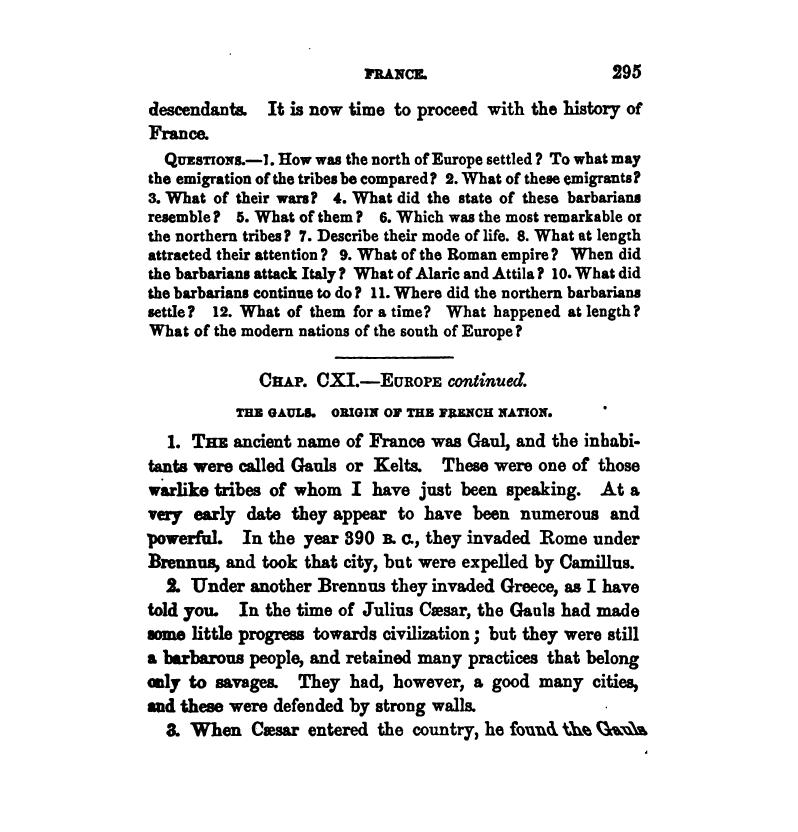 FRANCE. 295
descendants. It is now time to proceed with the history of
France.
QUESTIONS.—1. How was the north of Europe settled? To what may
the emigration of the tribes be compared? 2. What of these emigrants?
3. What of their wars? 4. What did the state of these barbarians
resemble? 5. What of them? 6. Which was the most remarkable or
the northern tribes? 7. Describe their mode of life. 8. What at length
attracted their attention? 9. What of the Roman empire? When did
the barbarians attack Italy? What of Alaric and Attila? 10. What did
the barbarians continue to do? 11. Where did the northern barbarians
settle? 12. What of them for a time? What happened at length?
What of the modern nations of the south of Europe?
CHAP. CXI.—EUROPE continued.
THE GAULS. ORIGIN OF THE FRENCH NATION.
1. THE ancient name of France was Gaul, and the inhabi-
tants were called Gauls or Kelts. These were one of those
warlike tribes of whom I have just been speaking. At a
very early date they appear to have been numerous and
powerful. In the year 390 B. C., they invaded Rome under
Brennus, and took that city, but were expelled by Camillus.
2. Under another Brennus they invaded Greece, as I have
told you. In the time of Julius Cæsar, the Gauls had made
some little progress towards civilization; but they were still
a barbarous people, and retained many practices that belong
only to savages. They had, however, a good many cities,
and these were defended by strong walls.
3. When Cæsar entered the country, he found the Gauls